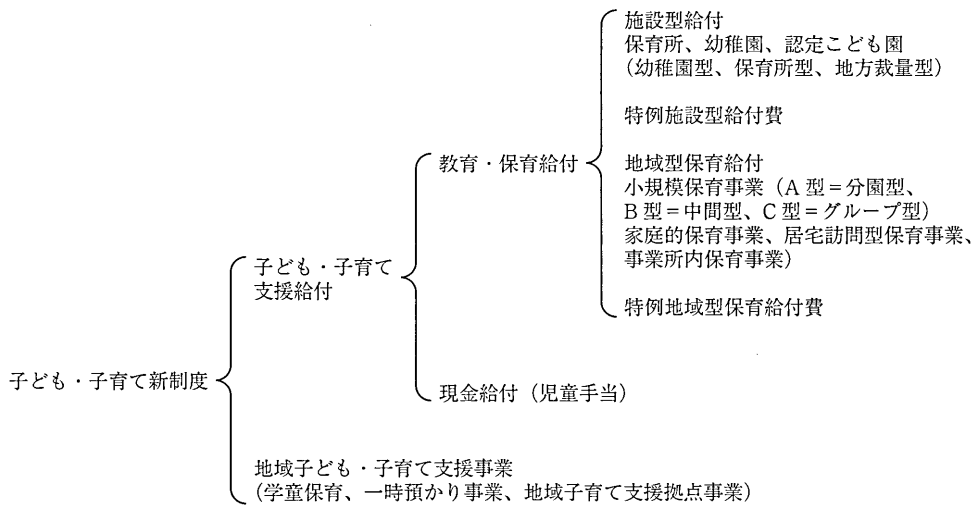 施設型給付
保育所、幼稚園、認定こども園
(幼稚園型、保育所型、地方裁量型)
特例施設型給付費
教育・保育給付
地域型保育給付
小規模保育事業(A型=分園型、
B型=中間型、C型=グループ型)
家庭的保育事業、居宅訪問型保育事業、
事業所内保育事業)
子ども・子育て
支援給付
特例地域型保育給付費
子ども・子育て新制度
現金給付(児童手当)
地域子ども・子育て支援事業
(学童保育、一時預かり事業、地域子育て支援拠点事業)